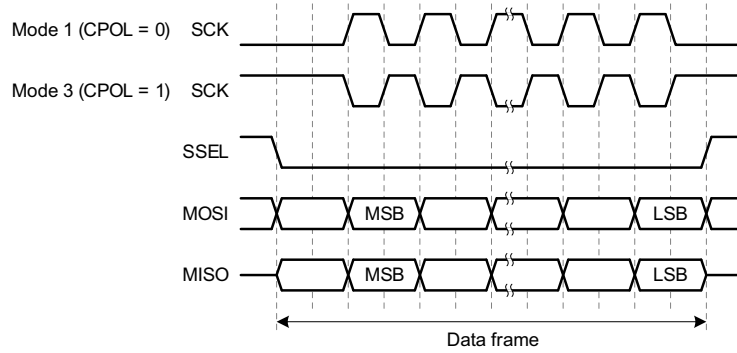 Mode 1 (CPOL = 0) SCK
Mode 3 (CPOL = 1) SCK
SSEL
MOSI MSB LSB
MISO MSB LSB
Data frame